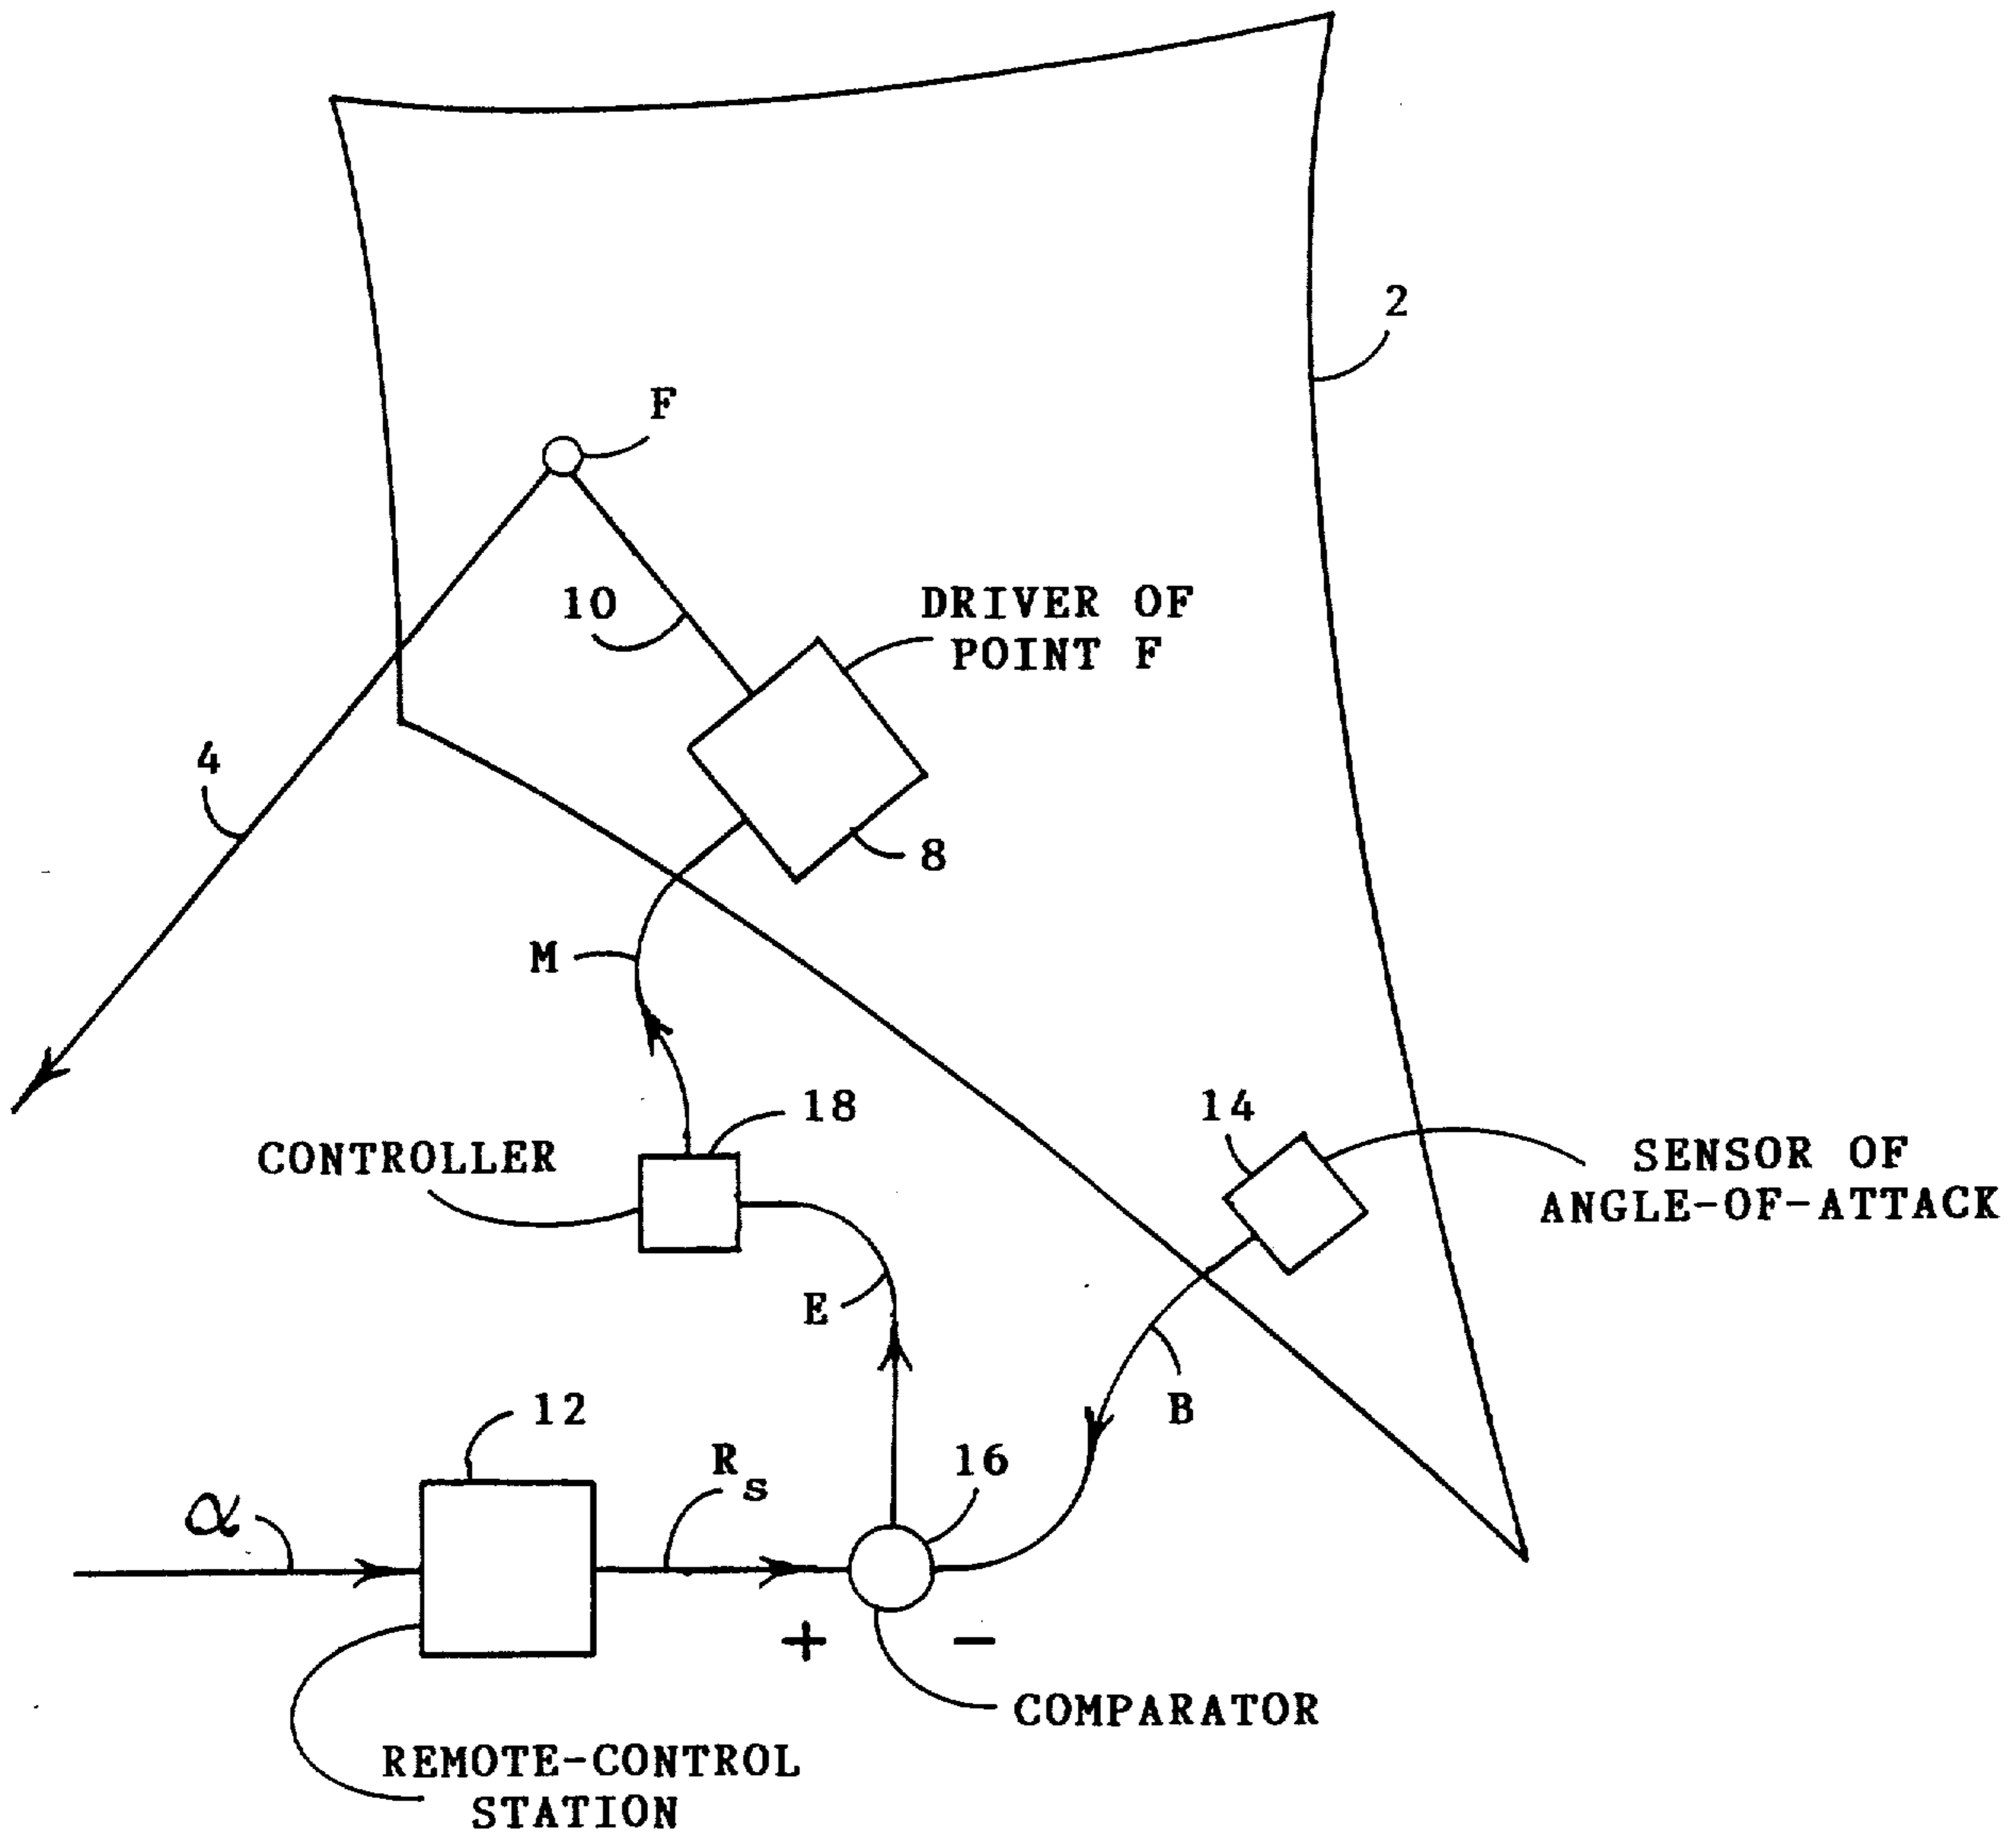 2
F
10
DRIVER OF
POINT F
4
8
M
14
18
CONTROLLER
SENSOR OF
ANGLE-OF-ATTACK
E
12
B
Rs
16
α
+ −
COMPARATOR
REMOTE-CONTROL
STATION